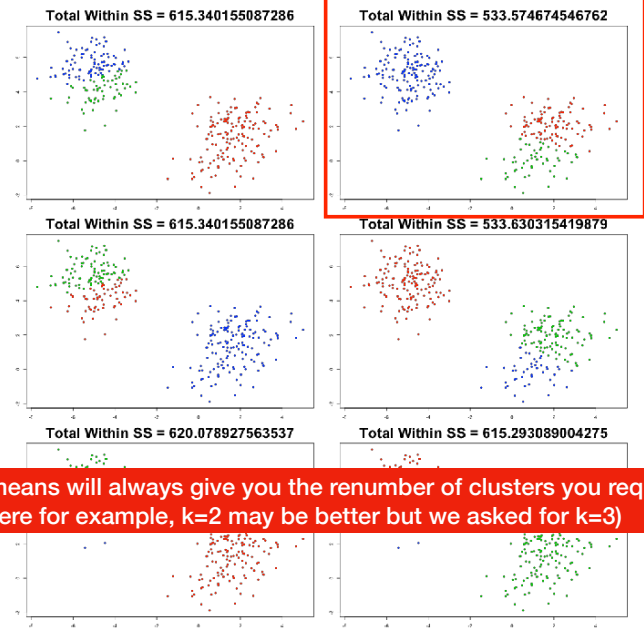 Total Within SS = 615.340155087286
Total Within SS = 533.574674546762
Total Within SS = 615.340155087286
Total Within SS = 533.630315419879
Total Within SS = 620.078927563537
Total Within SS = 615.293089004275
means will always give you the renumber of clusters you req
ere for example, k=2 may be better but we asked for k=3)